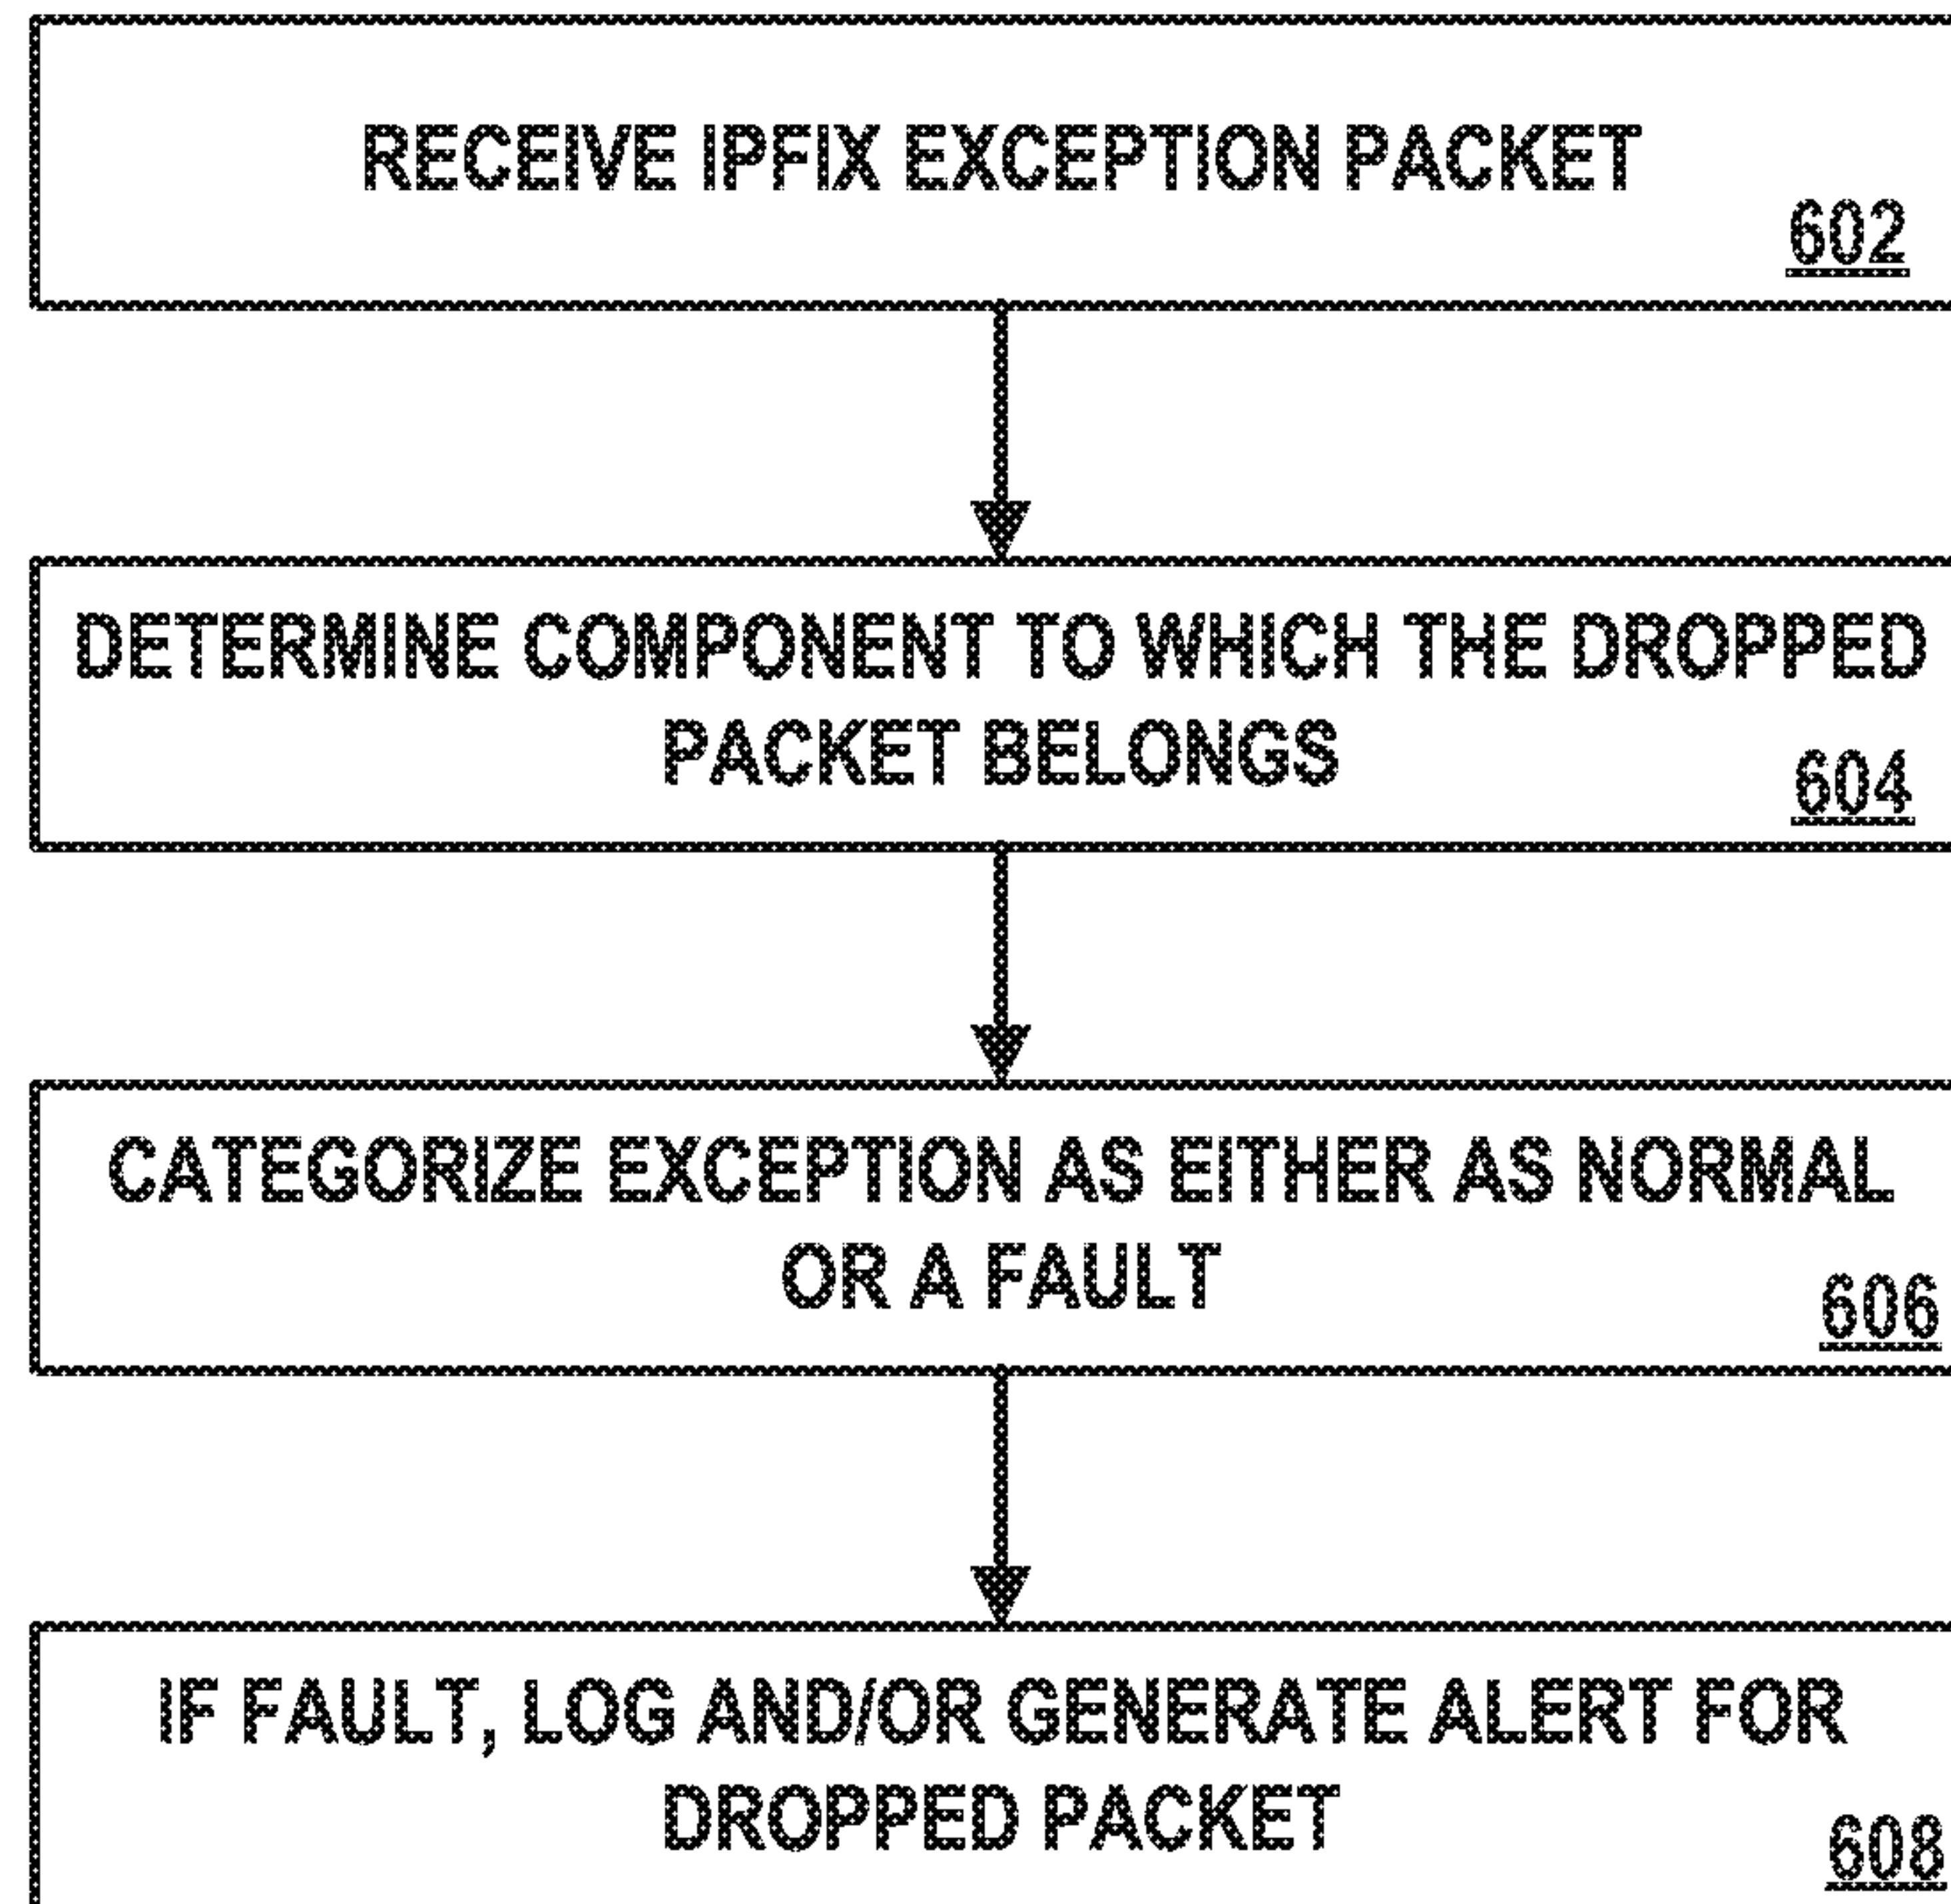 RECEIVE IPFIX EXCEPTION PACKET
602
DETERMINE COMPONENT TO WHICH THE DROPPED
PACKET BELONGS
604
CATEGORIZE EXCEPTION AS EITHER AS NORMAL
OR A FAULT
606
IF FAULT, LOG AND/OR GENERATE ALERT FOR
DROPPED PACKET
608